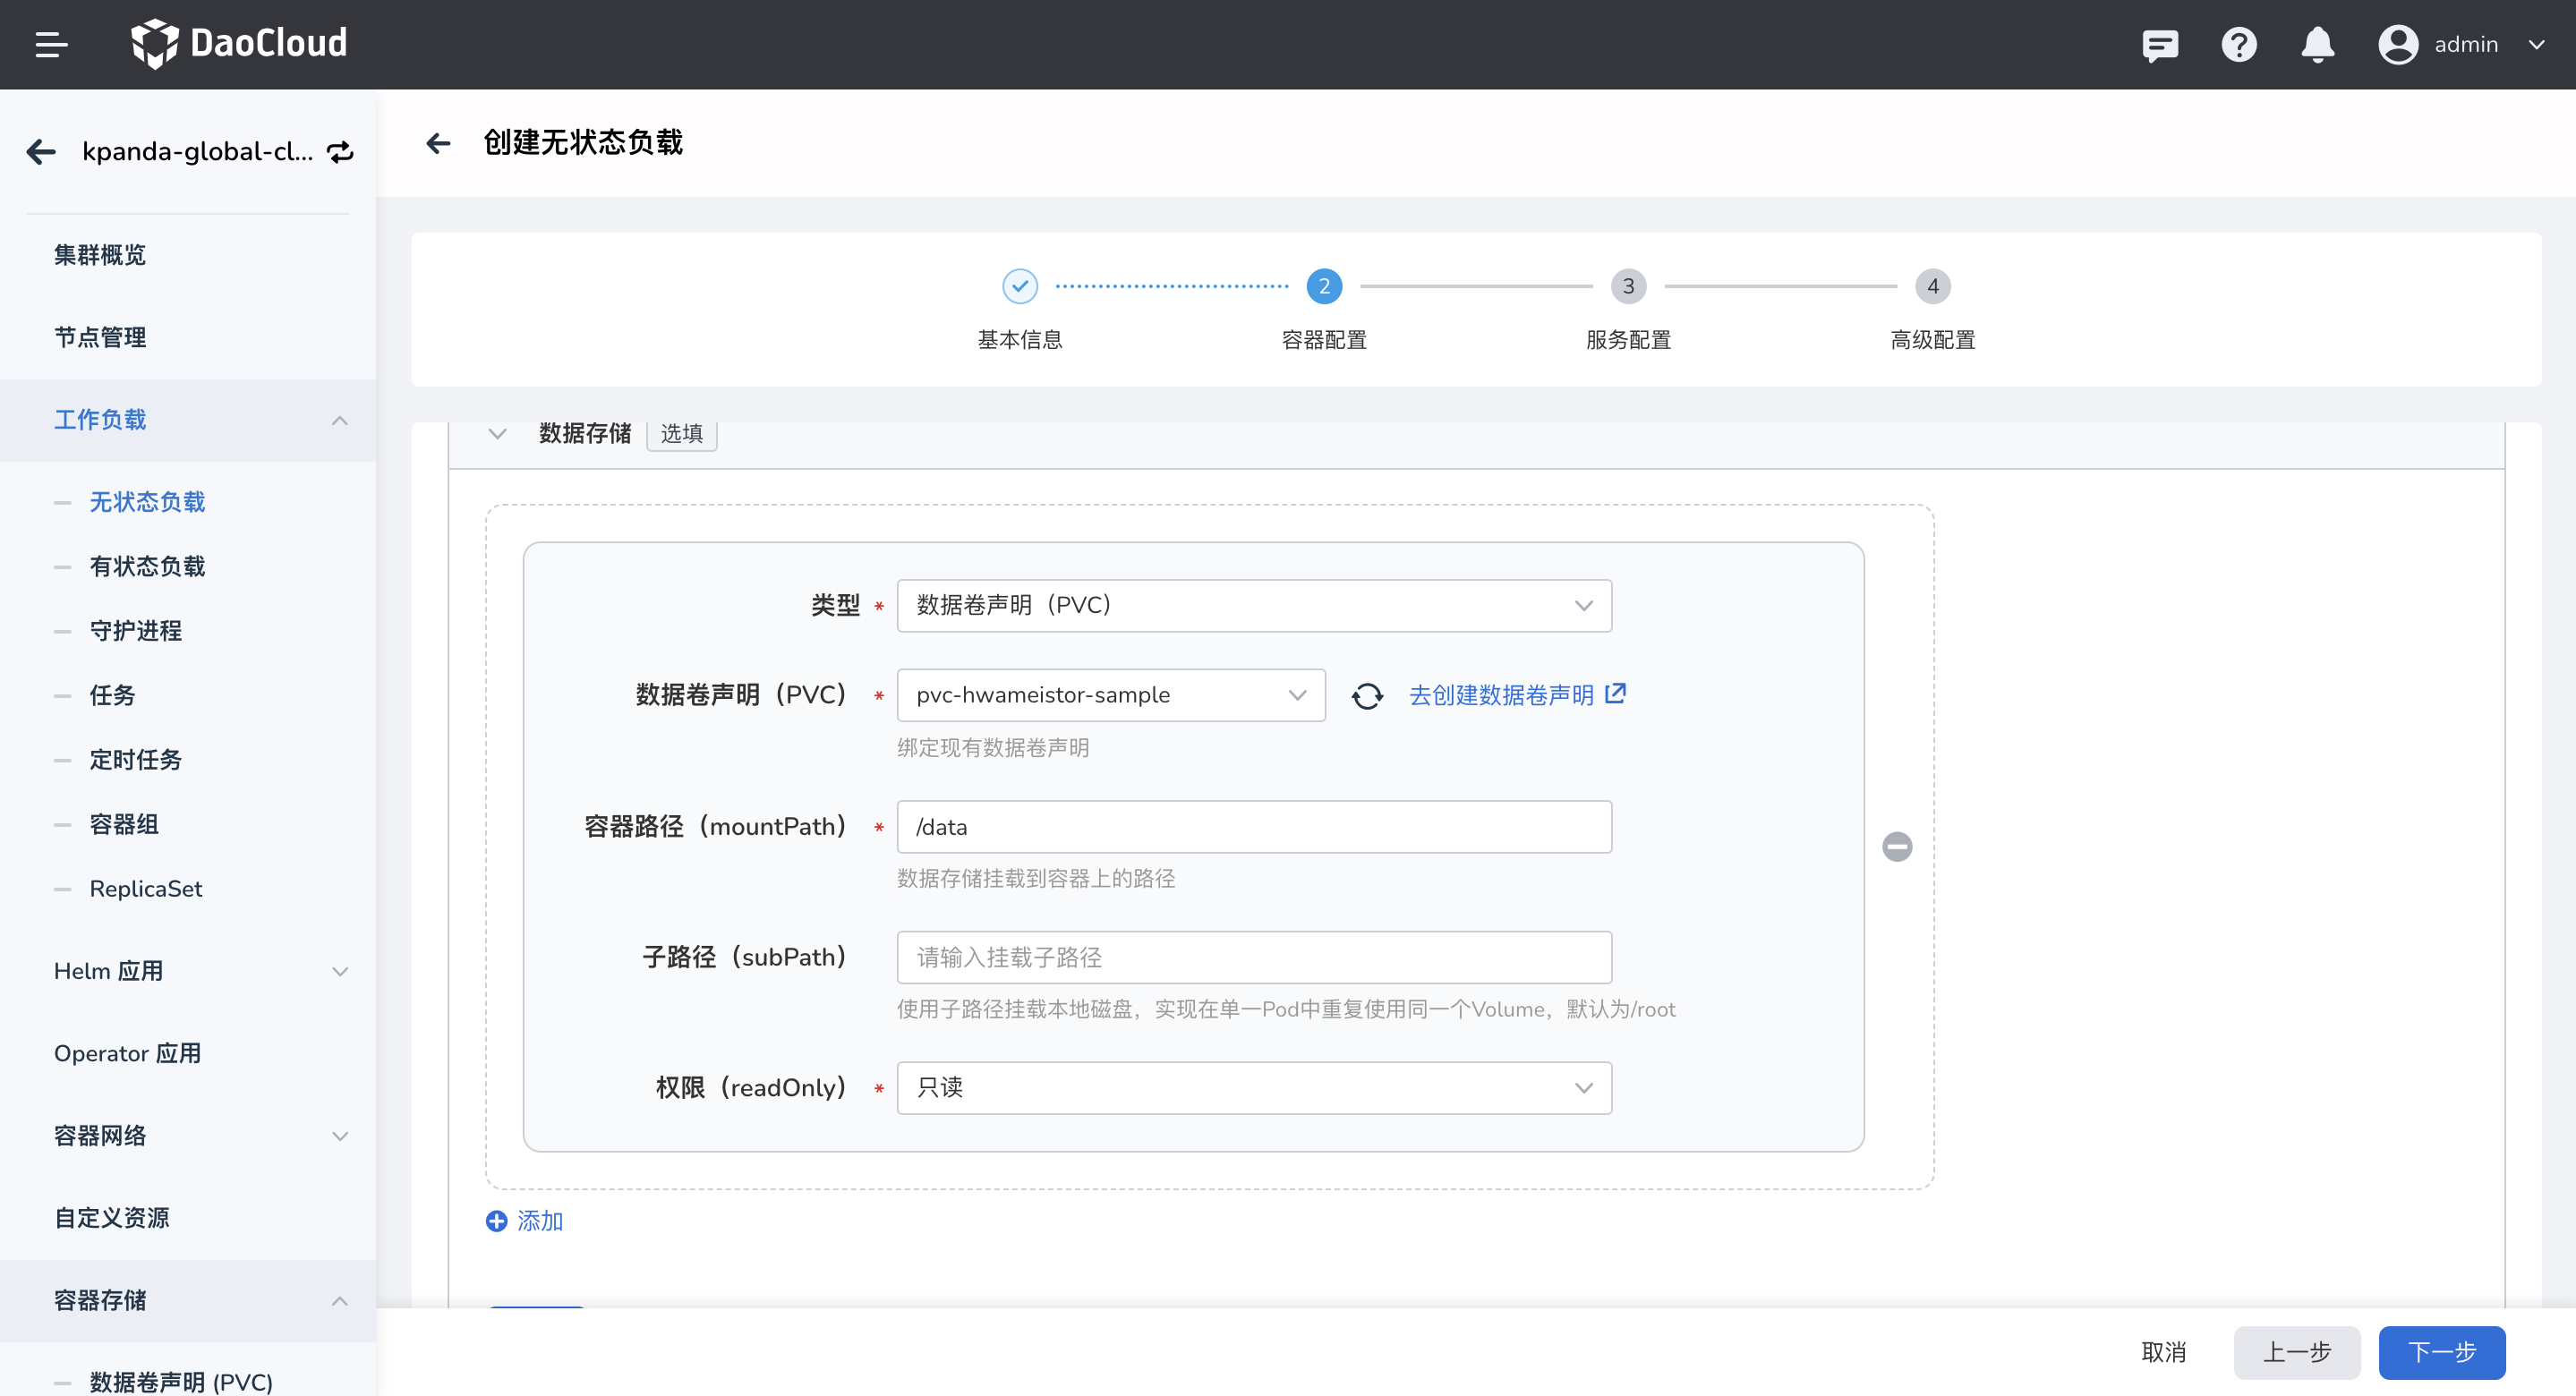 DaoCloud
admin
kpanda-global-cl...
集群概览
节点管理
工作负载
无状态负载
有状态负载
守护进程
任务
定时任务
容器组
ReplicaSet
Helm 应用
Operator 应用
容器网络
自定义资源
容器存储
数据卷声明 (PVC)
创建无状态负载
2
3
4
基本信息
容器配置
服务配置
高级配置
数据存储 选填
类型 * 数据卷声明（PVC）
数据卷声明（PVC） * pvc-hwameistor-sample 去创建数据卷声明
绑定现有数据卷声明
容器路径（mountPath） * /data
数据存储挂载到容器上的路径
子路径（subPath） 请输入挂载子路径
使用子路径挂载本地磁盘，实现在单一Pod中重复使用同一个Volume，默认为/root
权限（readOnly） * 只读
添加
取消
上一步
下一步